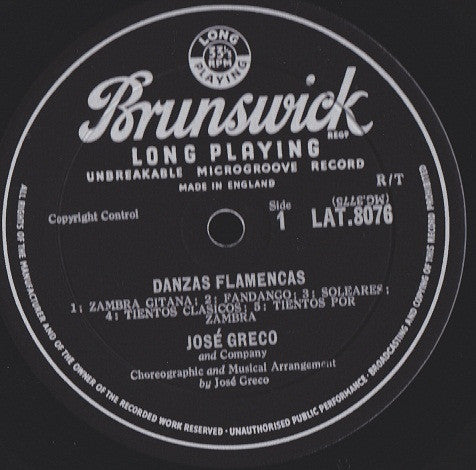 LONG
33⅓
RPM
PLAYING
Brunswick
REGD
LONG PLAYING
UNBREAKABLE MICROGROOVE RECORD
MADE IN ENGLAND
R/T
Copyright Control
Side
1
LAT.8076
DANZAS FLAMENCAS
1; ZAMBRA GITANA; 2; FANDANGO; 3; SOLEARES;
4; TIENTOS CLASICOS; 5; TIENTOS POR
ZAMBRA
JOSÉ GRECO
and Company
Choreographic and Musical Arrangement
by José Greco
ALL RIGHTS OF THE MANUFACTURER AND OF THE OWNER OF THE RECORDED WORK RESERVED · UNAUTHORISED PUBLIC PERFORMANCE · BROADCASTING AND COPYING OF THIS RECORD PROHIBITED